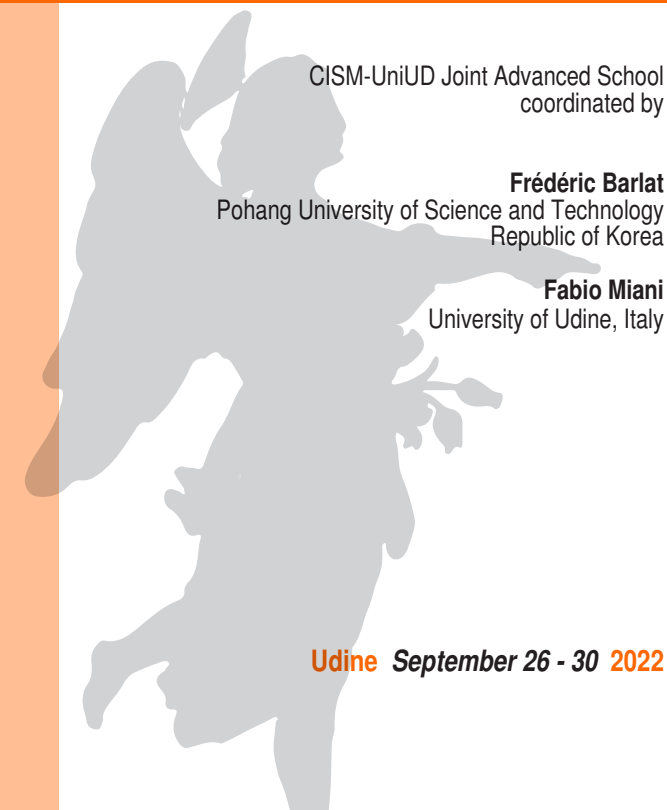 CISM-UniUD Joint Advanced School
coordinated by
Frédéric Barlat
Pohang University of Science and Technology
Republic of Korea
Fabio Miani
University of Udine, Italy
Udine September 26 - 30 2022